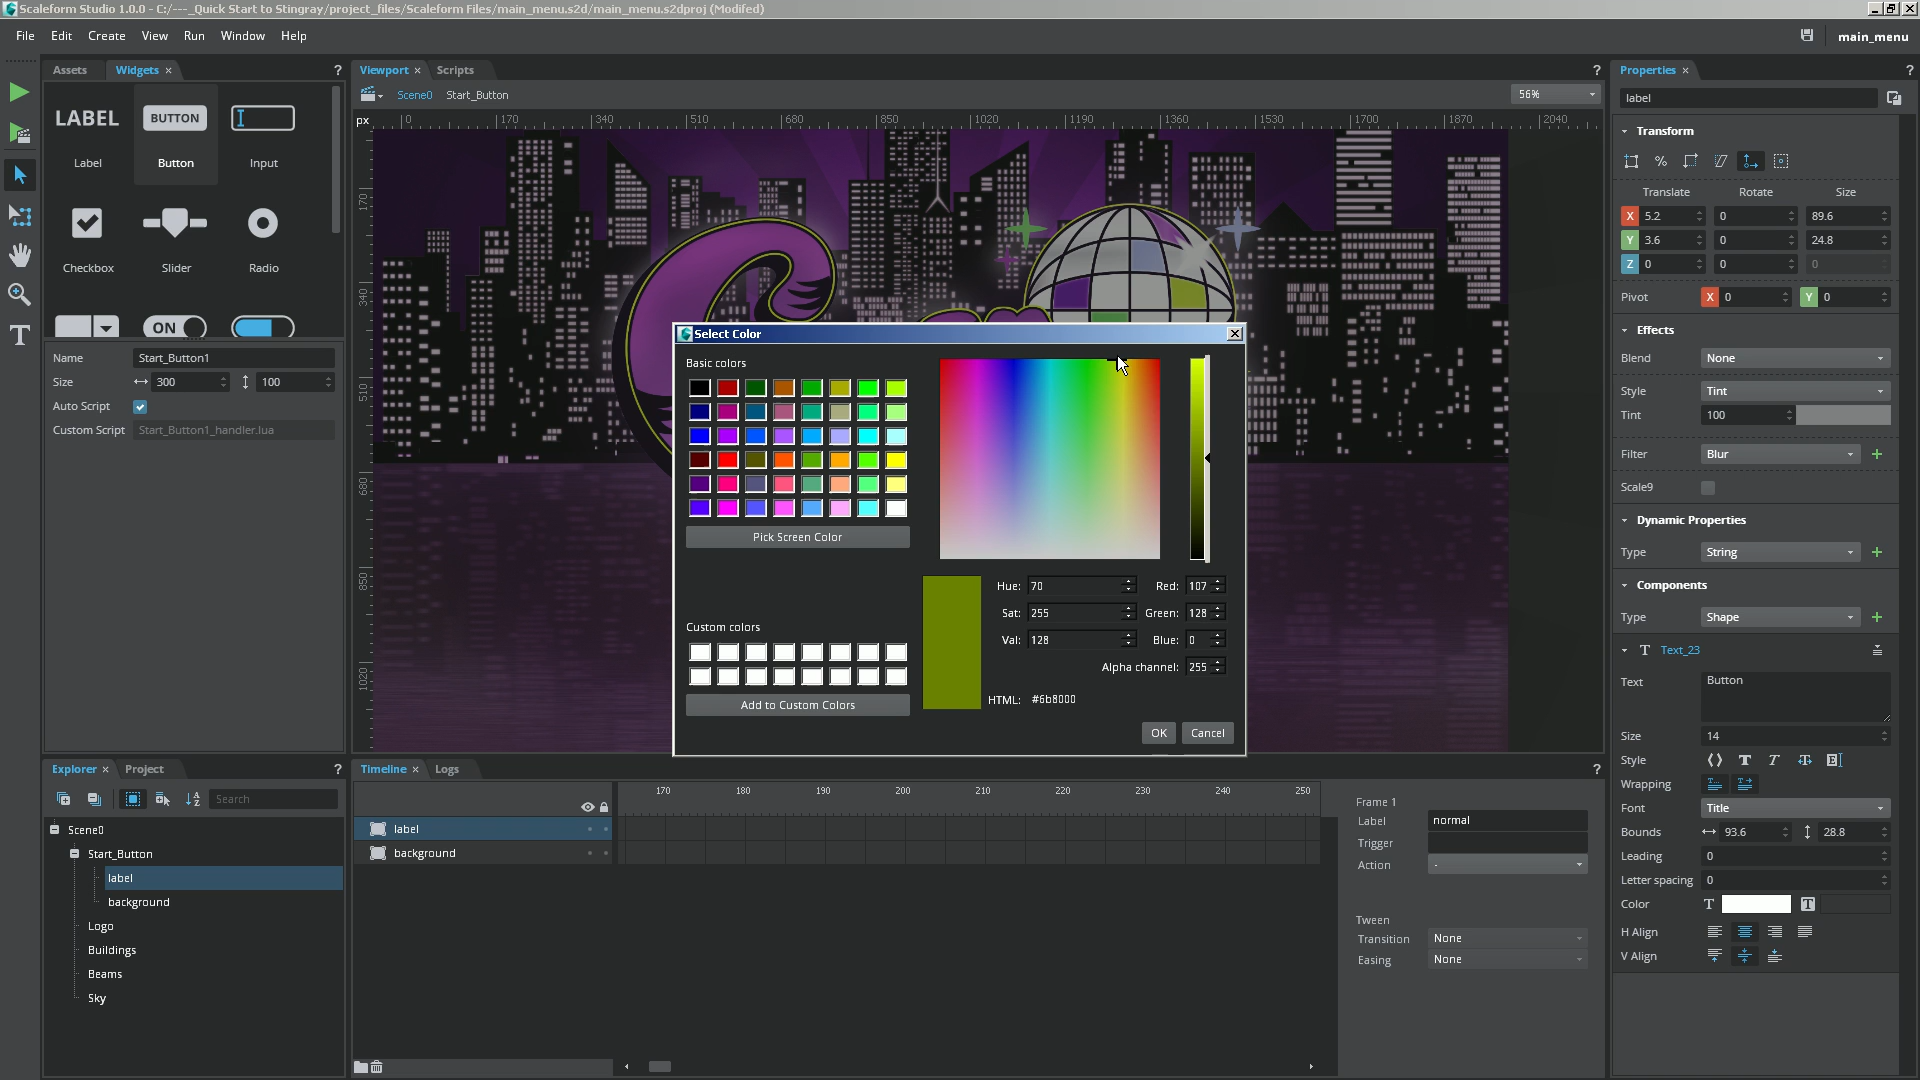 Scaleform Studio 1.0.0 - C:/---_Quick Start to Stingray/project_files/Scaleform Files/main_menu.s2d/main_menu.s2dproj (Modifed)
File Edit Create View Run Window Help
main_menu
Assets Widgets × ?
LABEL BUTTON
Label Button Input
Checkbox Slider Radio
ON
Name Start_Button1
Size 300 100
Auto Script
Custom Script Start_Button1_handler.lua
Viewport × Scripts ?
Scene0 Start_Button 56%
px 0 170 340 510 680 850 1020 1190 1360 1530 1700 1870 2040
170
340
510
680
850
1020
Select Color
Basic colors
Pick Screen Color
Custom colors
Add to Custom Colors
Hue: 70 Red: 107
Sat: 255 Green: 128
Val: 128 Blue: 0
Alpha channel: 255
HTML: #6b8000
OK Cancel
Properties × ?
label
Transform
%
Translate Rotate Size
X 5.2 0 89.6
Y 3.6 0 24.8
Z 0 0 0
Pivot X 0 Y 0
Effects
Blend None
Style Tint
Tint 100
Filter Blur +
Scale9
Dynamic Properties
Type String +
Components
Type Shape +
T Text_23
Text Button
Size 14
Style T T T E
Wrapping
Font Title
Bounds 93.6 28.8
Leading 0
Letter spacing 0
Color T T
H Align
V Align
Explorer × Project ?
Search
Scene0
Start_Button
label
background
Logo
Buildings
Beams
Sky
Timeline × Logs ?
170 180 190 200 210 220 230 240 250
label
background
Frame 1
Label normal
Trigger
Action -
Tween
Transition None
Easing None